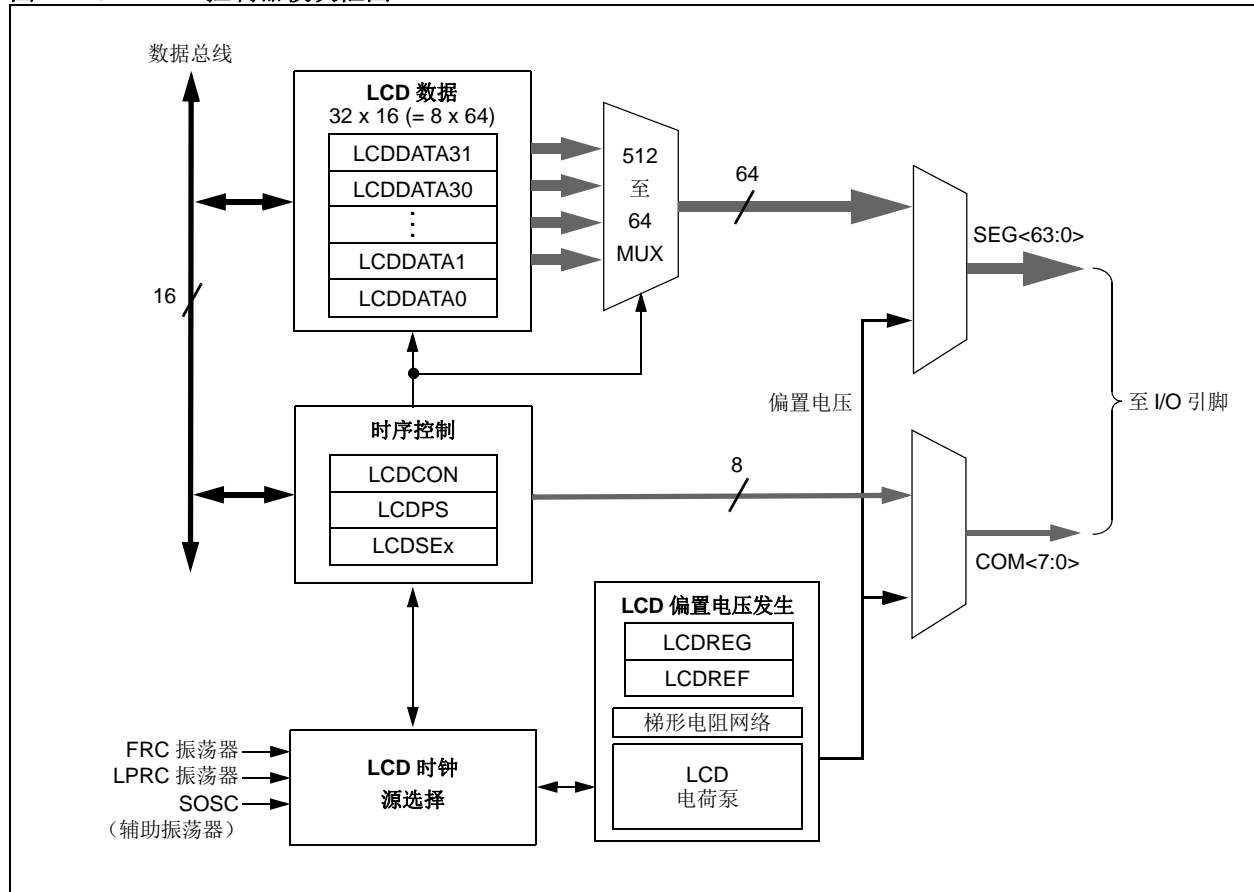 数据总线
LCD 数据
32 x 16 (= 8 x 64)
LCDDATA31
LCDDATA30
LCDDATA1
LCDDATA0
512
至
64
MUX
64
SEG<63:0>
16
偏置电压
至 I/O 引脚
时序控制
LCDCON
LCDPS
LCDSEx
8
COM<7:0>
LCD 偏置电压发生
LCDREG
LCDREF
梯形电阻网络
LCD
电荷泵
FRC 振荡器
LPRC 振荡器
SOSC
（辅助振荡器）
LCD 时钟
源选择